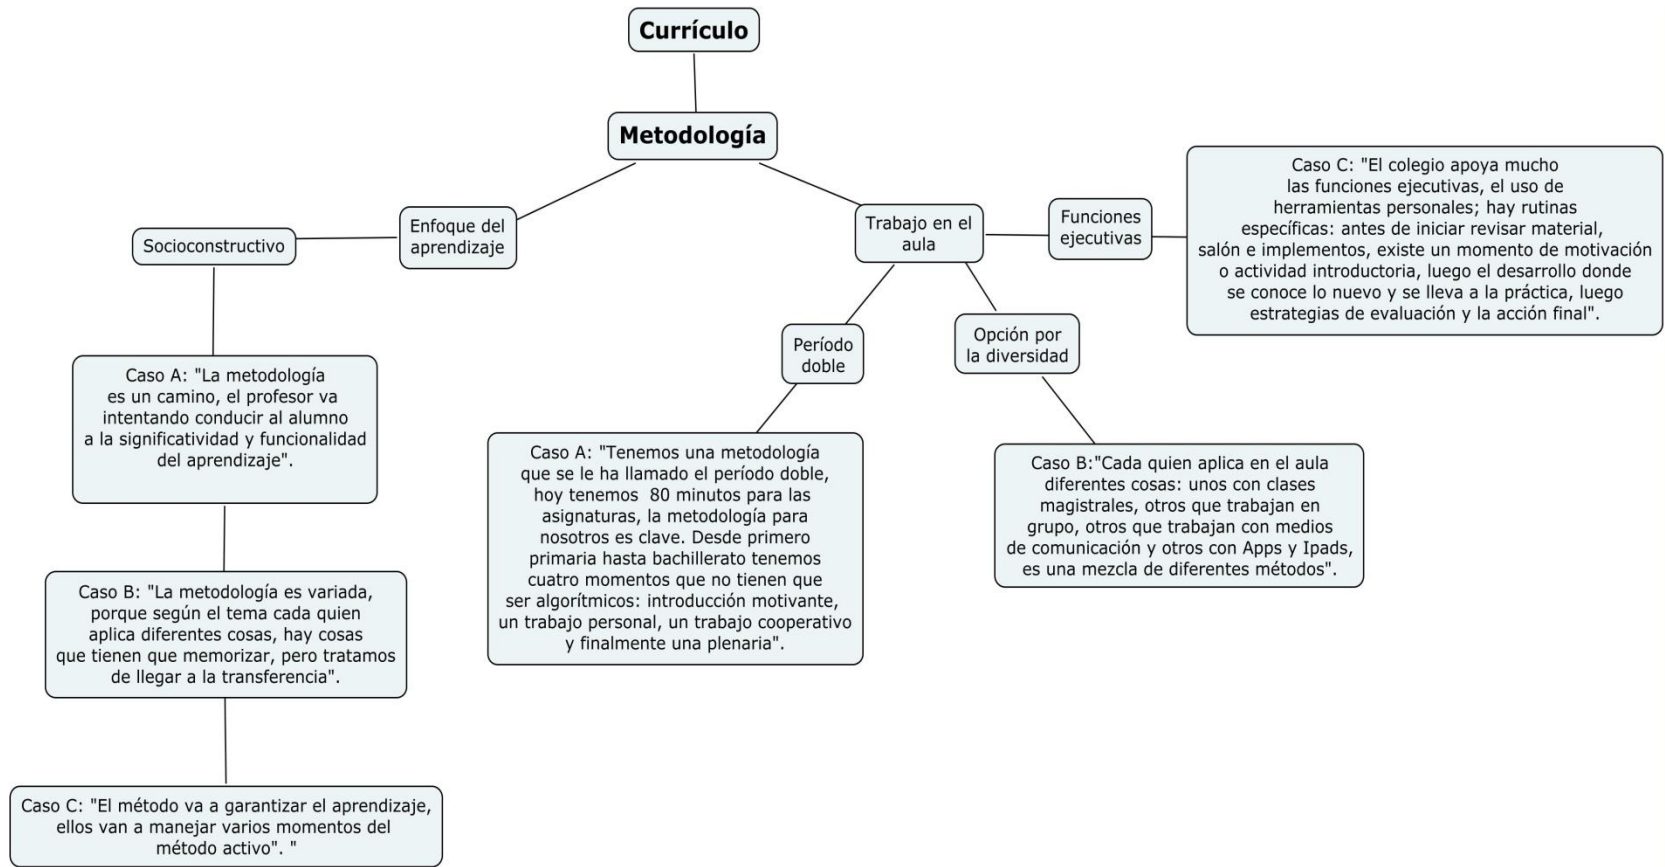 Currículo
Metodología
Enfoque del
aprendizaje
Socioconstructivo
Caso A: "La metodología
es un camino, el profesor va
intentando conducir al alumno
a la significatividad y funcionalidad
del aprendizaje".
Caso B: "La metodología es variada,
porque según el tema cada quien
aplica diferentes cosas, hay cosas
que tienen que memorizar, pero tratamos
de llegar a la transferencia".
Caso C: "El método va a garantizar el aprendizaje,
ellos van a manejar varios momentos del
método activo". "
Trabajo en el
aula
Período
doble
Caso A: "Tenemos una metodología
que se le ha llamado el período doble,
hoy tenemos  80 minutos para las
asignaturas, la metodología para
nosotros es clave. Desde primero
primaria hasta bachillerato tenemos
cuatro momentos que no tienen que
ser algorítmicos: introducción motivante,
un trabajo personal, un trabajo cooperativo
y finalmente una plenaria".
Opción por
la diversidad
Caso B:"Cada quien aplica en el aula
diferentes cosas: unos con clases
magistrales, otros que trabajan en
grupo, otros que trabajan con medios
de comunicación y otros con Apps y Ipads,
es una mezcla de diferentes métodos".
Funciones
ejecutivas
Caso C: "El colegio apoya mucho
las funciones ejecutivas, el uso de
herramientas personales; hay rutinas
específicas: antes de iniciar revisar material,
salón e implementos, existe un momento de motivación
o actividad introductoria, luego el desarrollo donde
se conoce lo nuevo y se lleva a la práctica, luego
estrategias de evaluación y la acción final".